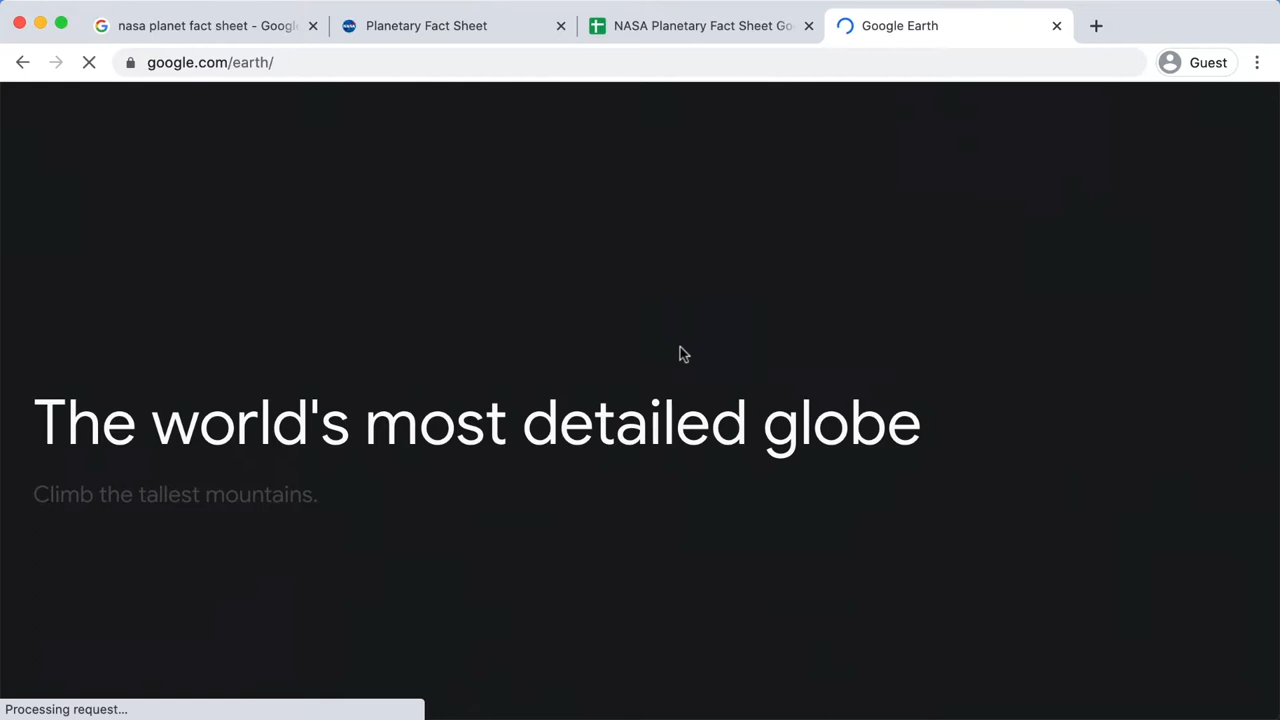 nasa planet fact sheet - Google
Planetary Fact Sheet
NASA Planetary Fact Sheet Go
Google Earth
google.com/earth/
Guest
The world's most detailed globe
Climb the tallest mountains.
Processing request...